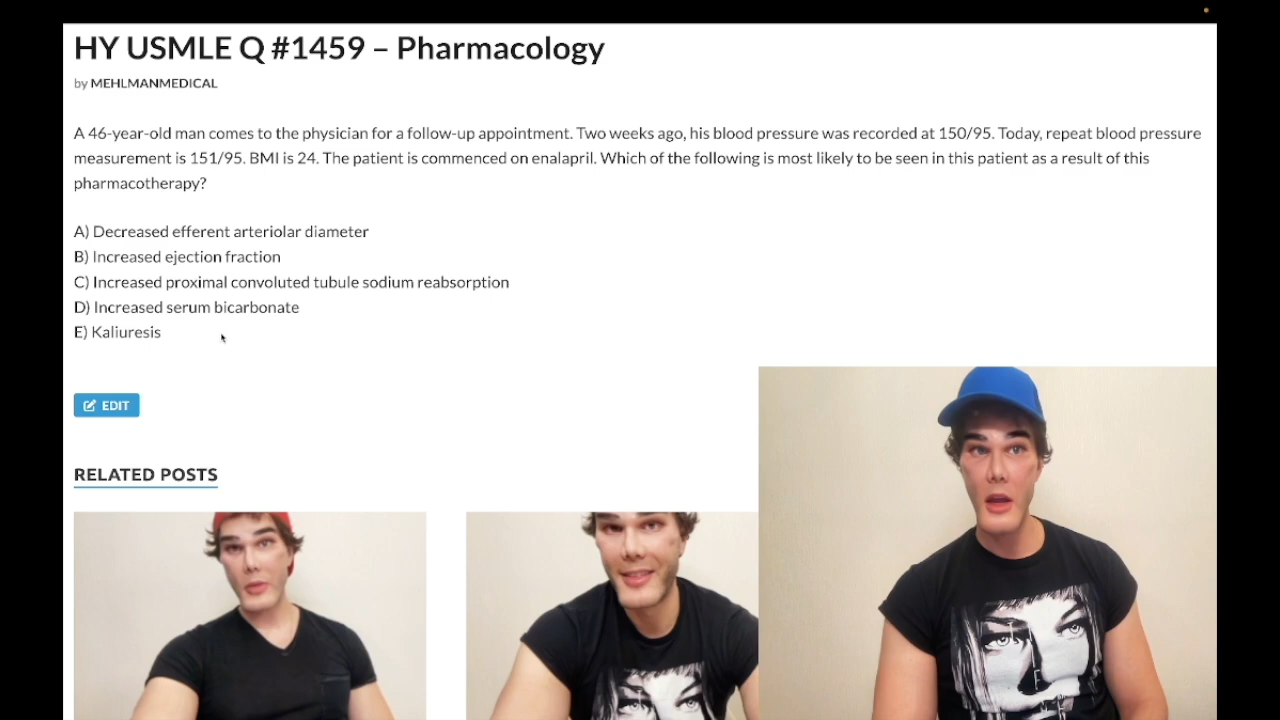 HY USMLE Q #1459 – Pharmacology
by MEHLMANMEDICAL
A 46-year-old man comes to the physician for a follow-up appointment. Two weeks ago, his blood pressure was recorded at 150/95. Today, repeat blood pressure
measurement is 151/95. BMI is 24. The patient is commenced on enalapril. Which of the following is most likely to be seen in this patient as a result of this
pharmacotherapy?
A) Decreased efferent arteriolar diameter
B) Increased ejection fraction
C) Increased proximal convoluted tubule sodium reabsorption
D) Increased serum bicarbonate
E) Kaliuresis
EDIT
RELATED POSTS